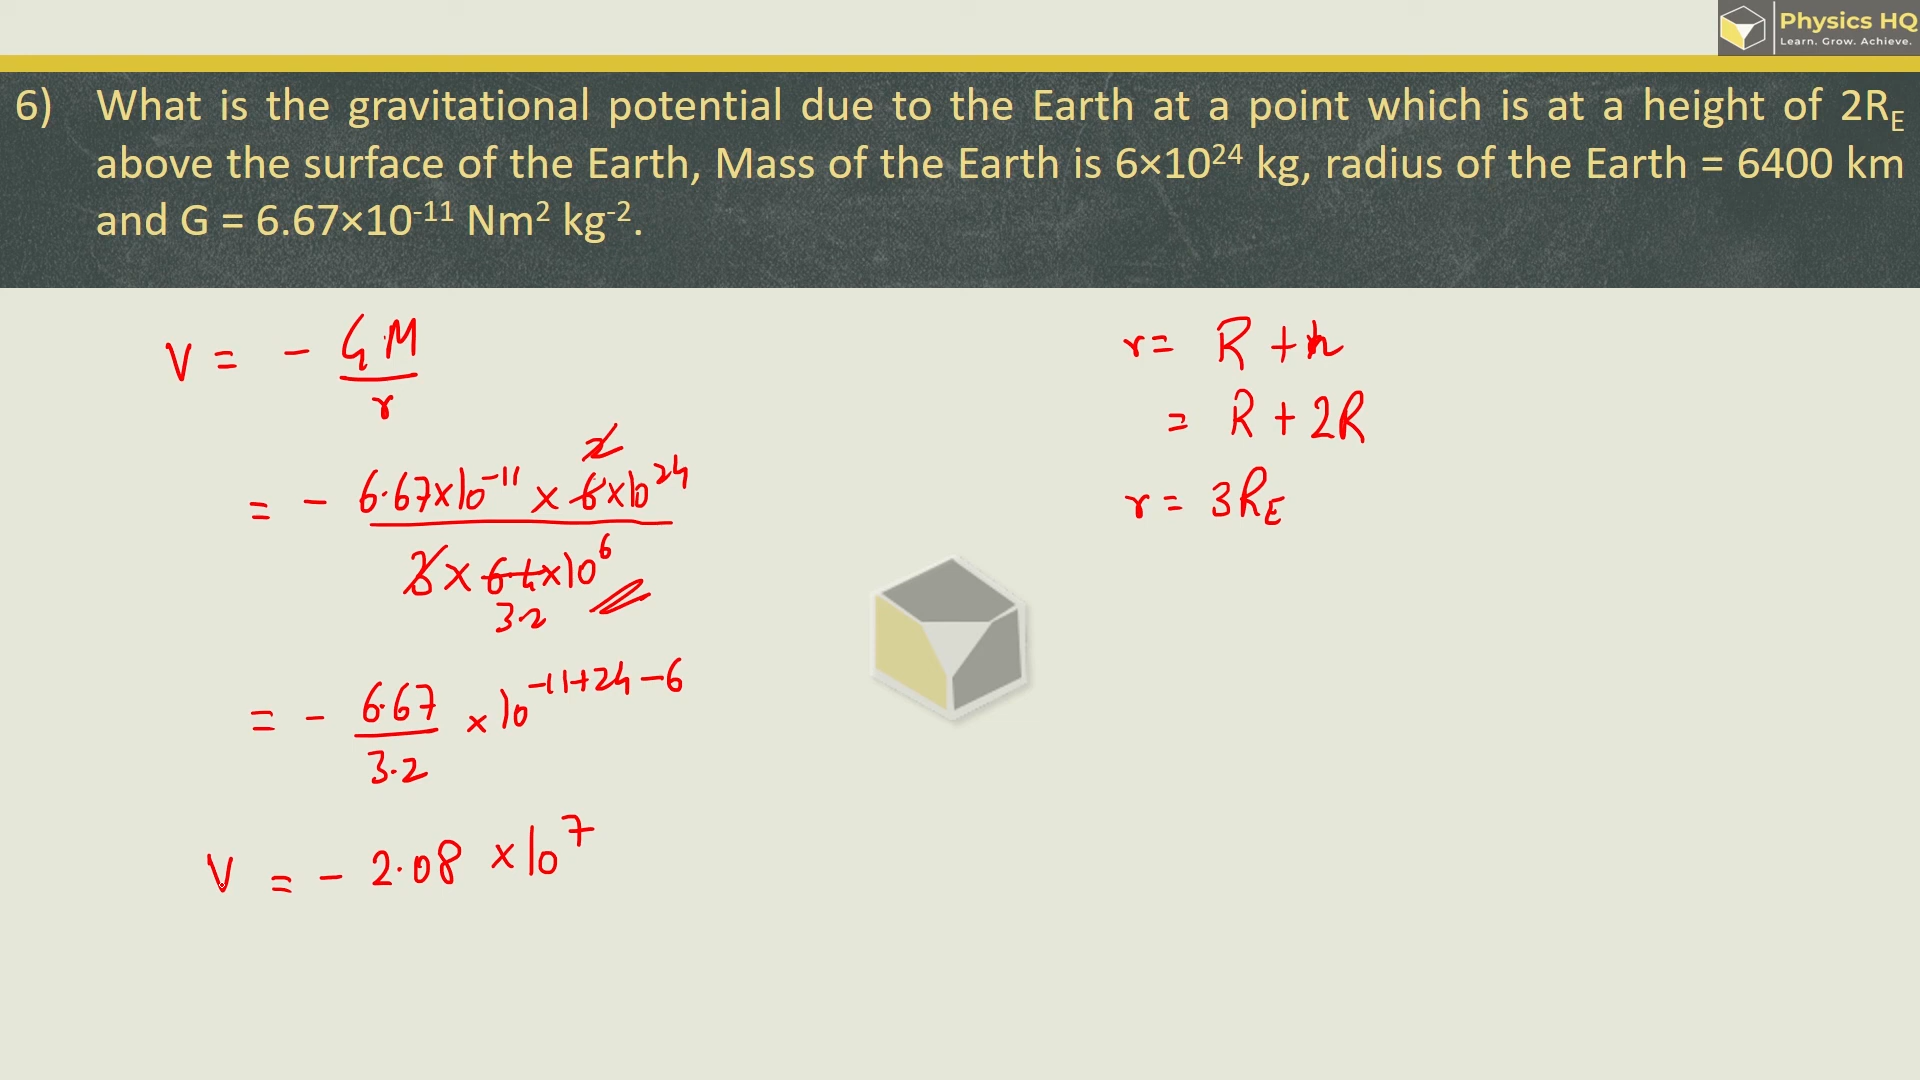 Physics HQ
Learn. Grow. Achieve.
6) What is the gravitational potential due to the Earth at a point which is at a height of 2R_E
above the surface of the Earth, Mass of the Earth is 6×10^24 kg, radius of the Earth = 6400 km
and G = 6.67×10^-11 Nm^2 kg^-2.
V = - GM / r
r = R + h
= R + 2R
r = 3R_E
2
= - 6.67×10^-11 × 6×10^24 / 3 × 6.4×10^6
3.2
= - 6.67 / 3.2 × 10^-11+24-6
V = - 2.08 × 10^7